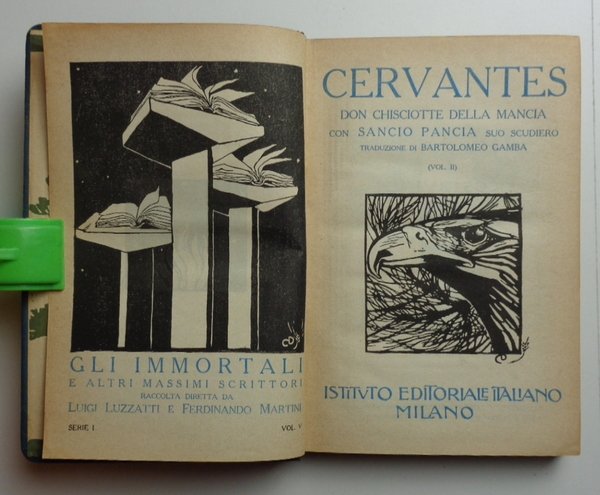 GLI IMMORTALI
E ALTRI MASSIMI SCRITTORI
RACCOLTA DIRETTA DA
LUIGI LUZZATTI E FERDINANDO MARTINI
SERIE I.
VOL. V
CERVANTES
DON CHISCIOTTE DELLA MANCIA
CON SANCIO PANCIA SUO SCUDIERO
TRADUZIONE DI BARTOLOMEO GAMBA
(VOL. II)
ISTITUTO EDITORIALE ITALIANO
MILANO